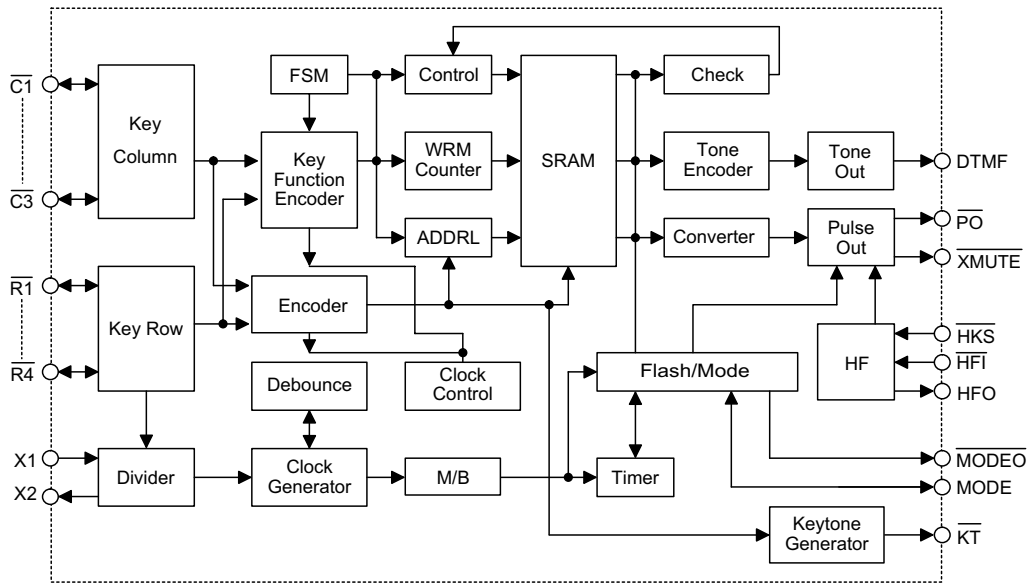 C1
C3
R1
R4
X1
X2
Key
Column
Key Row
Divider
FSM
Key
Function
Encoder
Encoder
Debounce
Clock
Generator
Control
WRM
Counter
ADDRL
Clock
Control
M/B
SRAM
Flash/Mode
Timer
Check
Tone
Encoder
Converter
Tone
Out
Pulse
Out
HF
Keytone
Generator
DTMF
PO
XMUTE
HKS
HFI
HFO
MODEO
MODE
KT